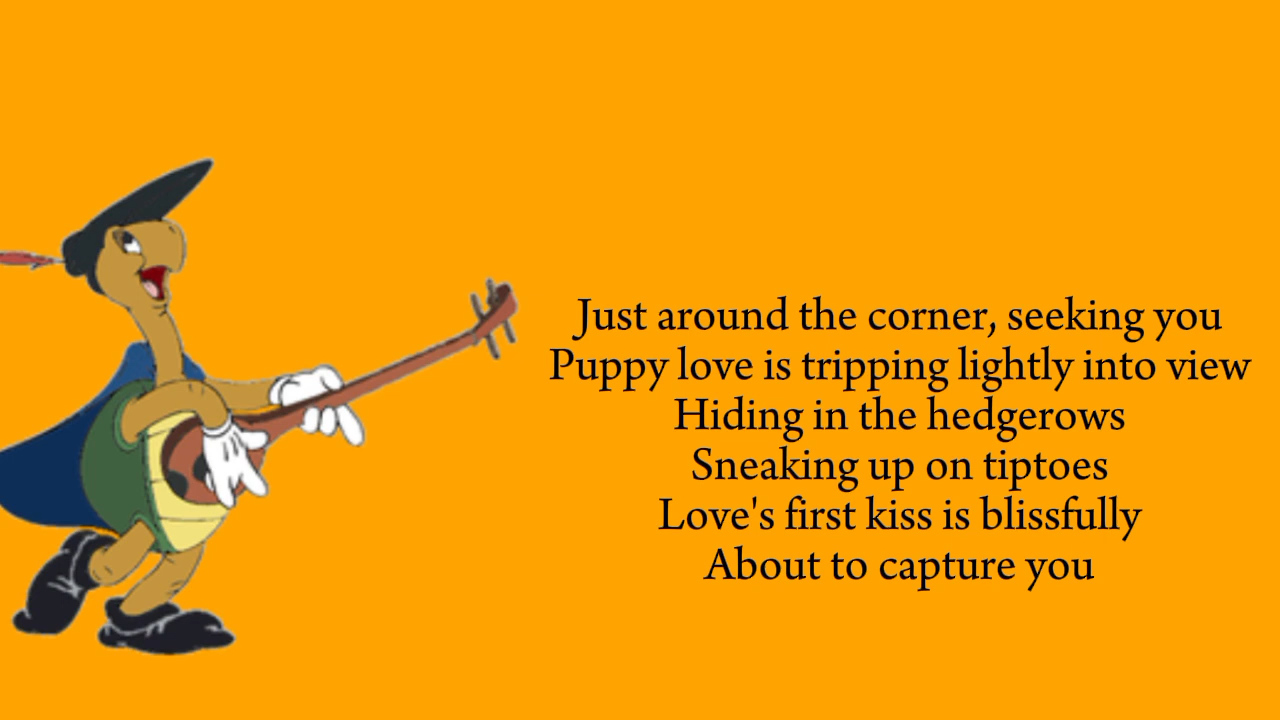 Just around the corner, seeking you
Puppy love is tripping lightly into view
Hiding in the hedgerows
Sneaking up on tiptoes
Love's first kiss is blissfully
About to capture you